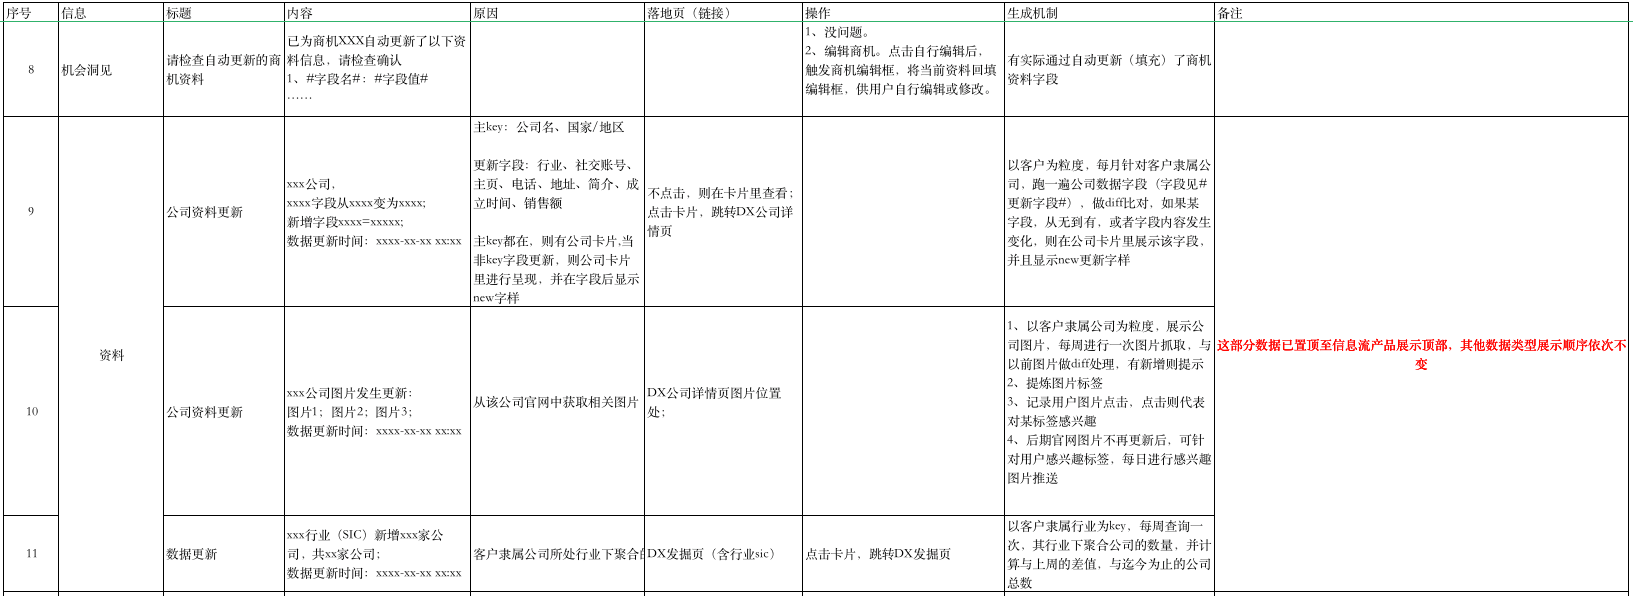 序号 信息 标题 内容 原因 落地页（链接） 操作 生成机制 备注
8
机会洞见
请检查自动更新的商
机资料
已为商机XXX自动更新了以下资
料信息，请检查确认
1、#字段名#：#字段值#
……
1、没问题。
2、编辑商机。点击自行编辑后，
触发商机编辑框，将当前资料回填
编辑框，供用户自行编辑或修改。
有实际通过自动更新（填充）了商机
资料字段
9
资料
公司资料更新
xxx公司，
xxxx字段从xxxx变为xxxx;
新增字段xxxx=xxxxx;
数据更新时间：xxxx-xx-xx xx:xx
主key：公司名、国家/地区
更新字段：行业、社交账号、
主页、电话、地址、简介、成
立时间、销售额
主key都在，则有公司卡片,当
非key字段更新，则公司卡片
里进行呈现，并在字段后显示
new字样
不点击，则在卡片里查看；
点击卡片，跳转DX公司详
情页
以客户为粒度，每月针对客户隶属公
司，跑一遍公司数据字段（字段见#
更新字段#），做diff比对，如果某
字段，从无到有，或者字段内容发生
变化，则在公司卡片里展示该字段，
并且显示new更新字样
这部分数据已置顶至信息流产品展示顶部，其他数据类型展示顺序依次不
变
10
公司资料更新
xxx公司图片发生更新：
图片1；图片2；图片3；
数据更新时间：xxxx-xx-xx xx:xx
从该公司官网中获取相关图片
DX公司详情页图片位置
处；
1、以客户隶属公司为粒度，展示公
司图片，每周进行一次图片抓取，与
以前图片做diff处理，有新增则提示
2、提炼图片标签
3、记录用户图片点击，点击则代表
对某标签感兴趣
4、后期官网图片不再更新后，可针
对用户感兴趣标签，每日进行感兴趣
图片推送
11
数据更新
xxx行业（SIC）新增xxx家公
司，共xx家公司；
数据更新时间：xxxx-xx-xx xx:xx
客户隶属公司所处行业下聚合
DX发掘页（含行业sic）
点击卡片，跳转DX发掘页
以客户隶属行业为key，每周查询一
次，其行业下聚合公司的数量，并计
算与上周的差值，与迄今为止的公司
总数